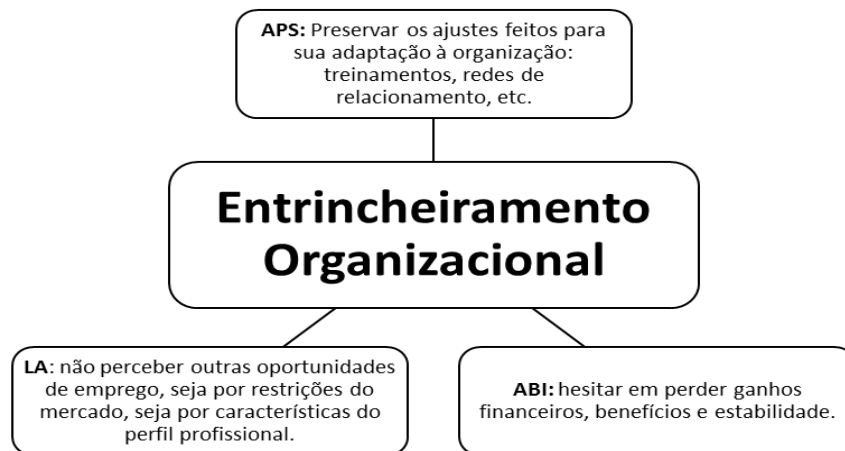 APS: Preservar os ajustes feitos para
sua adaptação à organização:
treinamentos, redes de
relacionamento, etc.
Entrincheiramento
Organizacional
LA: não perceber outras oportunidades
de emprego, seja por restrições do
mercado, seja por características do
perfil profissional.
ABI: hesitar em perder ganhos
financeiros, benefícios e estabilidade.